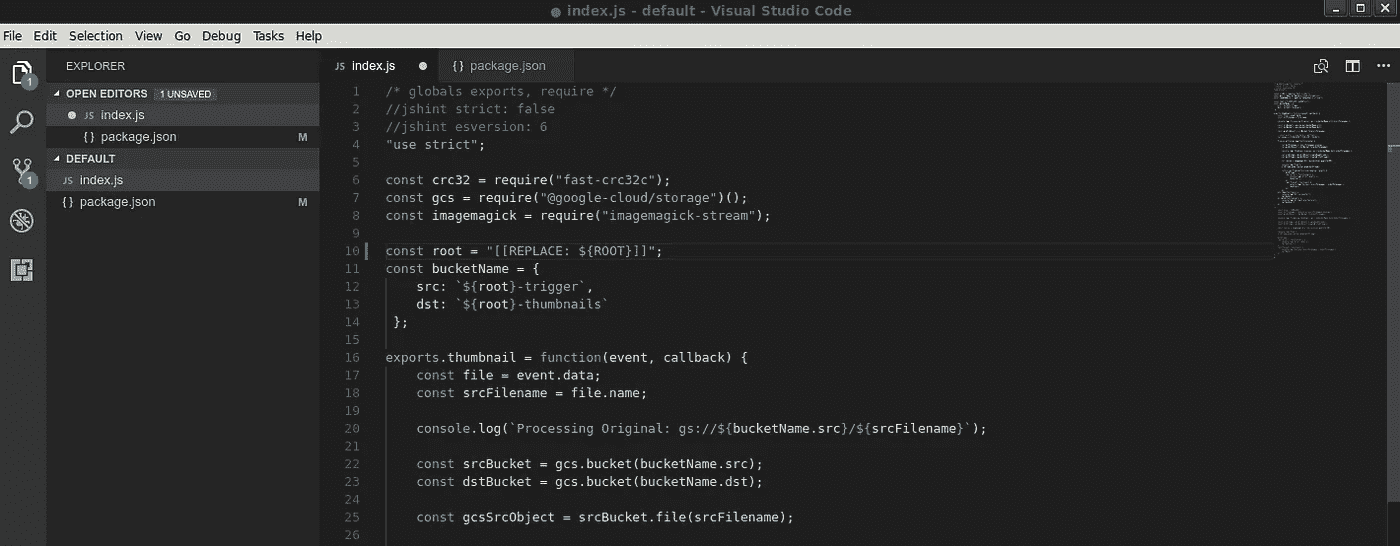 index.js - default - Visual Studio Code
File Edit Selection View Go Debug Tasks Help
1
1
EXPLORER
OPEN EDITORS 1 UNSAVED
JS index.js
{} package.json M
DEFAULT
JS index.js
{} package.json M
JS index.js
{} package.json
1 /* globals exports, require */
2 //jshint strict: false
3 //jshint esversion: 6
4 "use strict";
5
6 const crc32 = require("fast-crc32c");
7 const gcs = require("@google-cloud/storage")();
8 const imagemagick = require("imagemagick-stream");
9
10 const root = "[[REPLACE: ${ROOT}]]";
11 const bucketName = {
12     src: `${root}-trigger`,
13     dst: `${root}-thumbnails`
14  };
15
16 exports.thumbnail = function(event, callback) {
17     const file = event.data;
18     const srcFilename = file.name;
19
20     console.log(`Processing Original: gs://${bucketName.src}/${srcFilename}`);
21
22     const srcBucket = gcs.bucket(bucketName.src);
23     const dstBucket = gcs.bucket(bucketName.dst);
24
25     const gcsSrcObject = srcBucket.file(srcFilename);
26